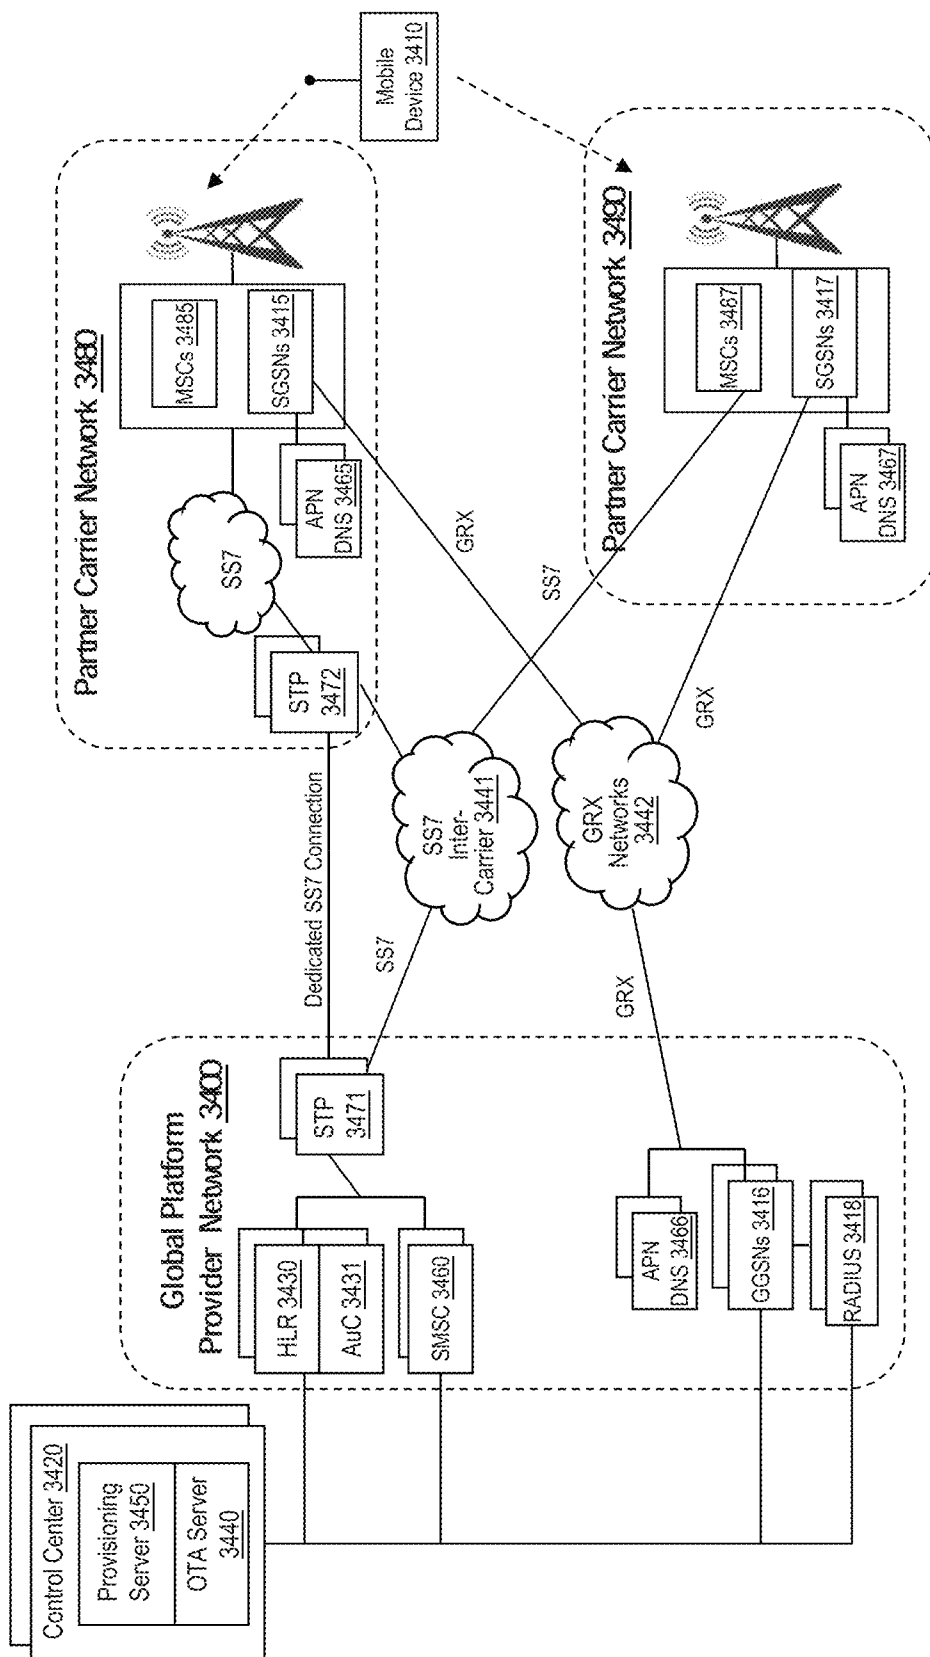 Control Center 3420
Provisioning
Server 3450
OTA Server
3440
Global Platform
Provider Network 3400
HLR 3430
AuC 3431
SMSC 3460
STP
3471
APN
DNS 3466
GGSNs 3416
RADIUS 3418
Dedicated SS7 Connection
SS7
GRX
SS7
Inter-
Carrier 3441
GRX
Networks
3442
GRX
SS7
GRX
Partner Carrier Network 3480
STP
3472
SS7
MSCs 3485
SGSNs 3415
APN
DNS 3465
Mobile
Device 3410
Partner Carrier Network 3490
MSCs 3487
SGSNs 3417
APN
DNS 3467